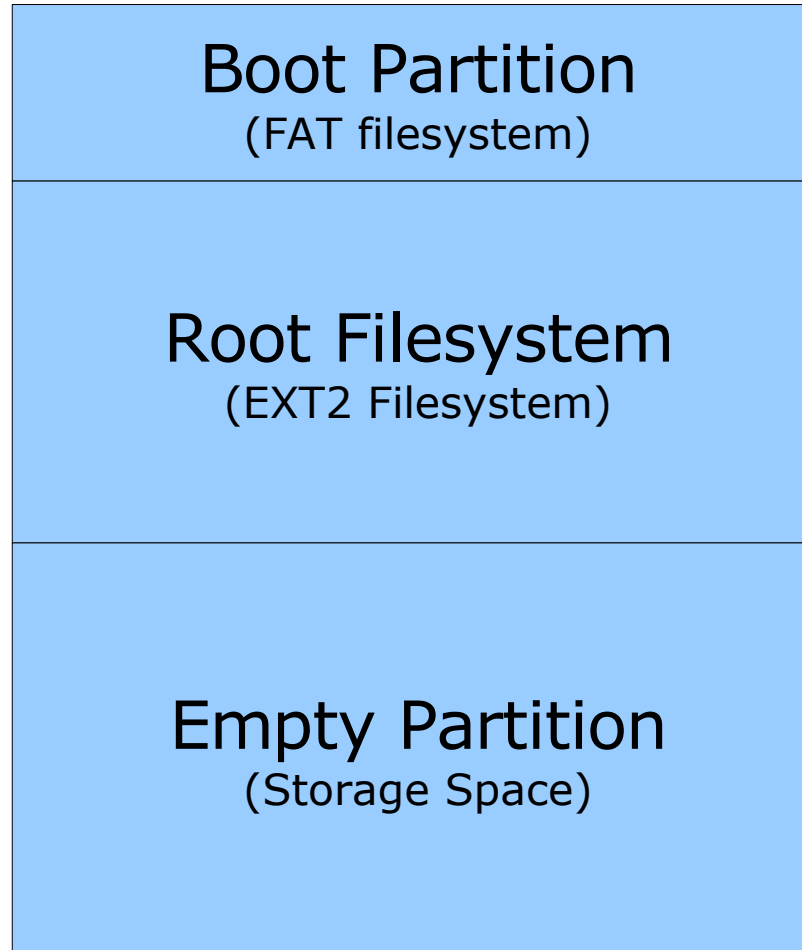 Boot Partition
(FAT filesystem)
Root Filesystem
(EXT2 Filesystem)
Empty Partition
(Storage Space)